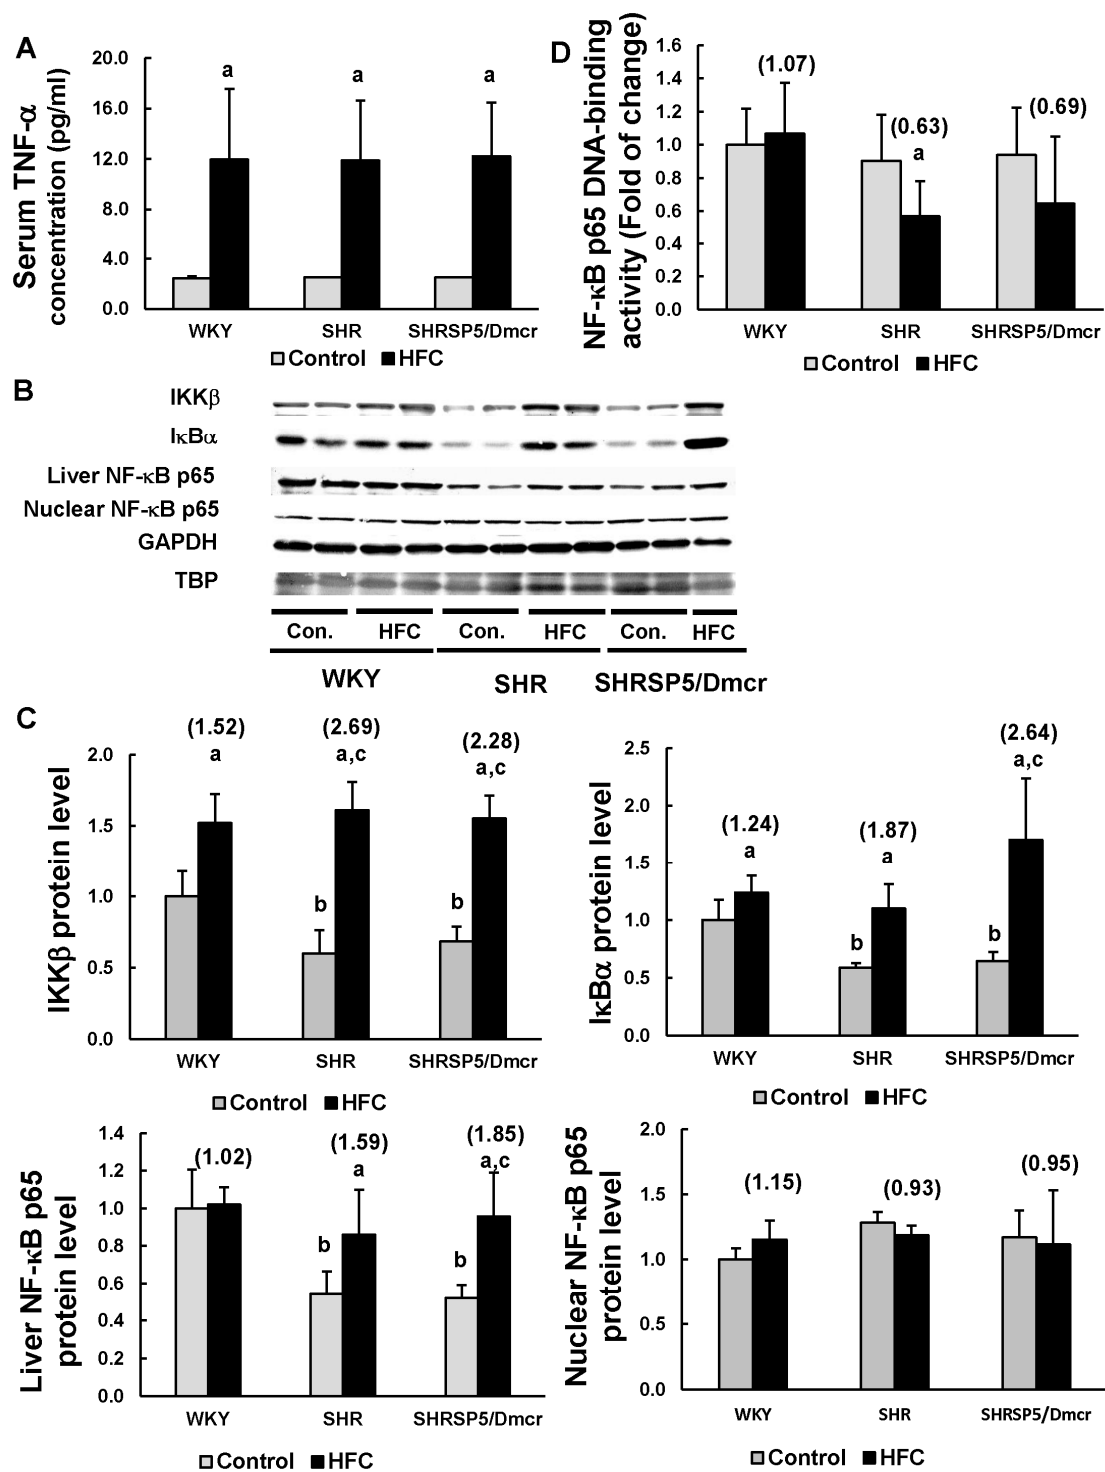 A
Serum TNF-α
concentration (pg/ml)
20.0
16.0
12.0
8.0
4.0
0.0
a
a
a
WKY
SHR
SHRSP5/Dmcr
Control
HFC
D
NF-κB p65 DNA-binding
activity (Fold of change)
1.6
1.4
1.2
1.0
0.8
0.6
0.4
0.2
0.0
(1.07)
(0.63)
a
(0.69)
WKY
SHR
SHRSP5/Dmcr
Control
HFC
B
IKKβ
IκBα
Liver NF-κB p65
Nuclear NF-κB p65
GAPDH
TBP
Con.
HFC
Con.
HFC
Con.
HFC
WKY
SHR
SHRSP5/Dmcr
C
IKKβ protein level
2.0
1.5
1.0
0.5
0.0
(1.52)
a
(2.69)
a,c
(2.28)
a,c
b
b
WKY
SHR
SHRSP5/Dmcr
Control
HFC
IκBα protein level
2.5
2.0
1.5
1.0
0.5
0.0
(1.24)
a
(1.87)
a
(2.64)
a,c
b
b
WKY
SHR
SHRSP5/Dmcr
Control
HFC
Liver NF-κB p65
protein level
1.4
1.2
1.0
0.8
0.6
0.4
0.2
0.0
(1.02)
(1.59)
a
(1.85)
a,c
b
b
WKY
SHR
SHRSP5/Dmcr
Control
HFC
Nuclear NF-κB p65
protein level
2.0
1.5
1.0
0.5
0.0
(1.15)
(0.93)
(0.95)
WKY
SHR
SHRSP5/Dmcr
Control
HFC